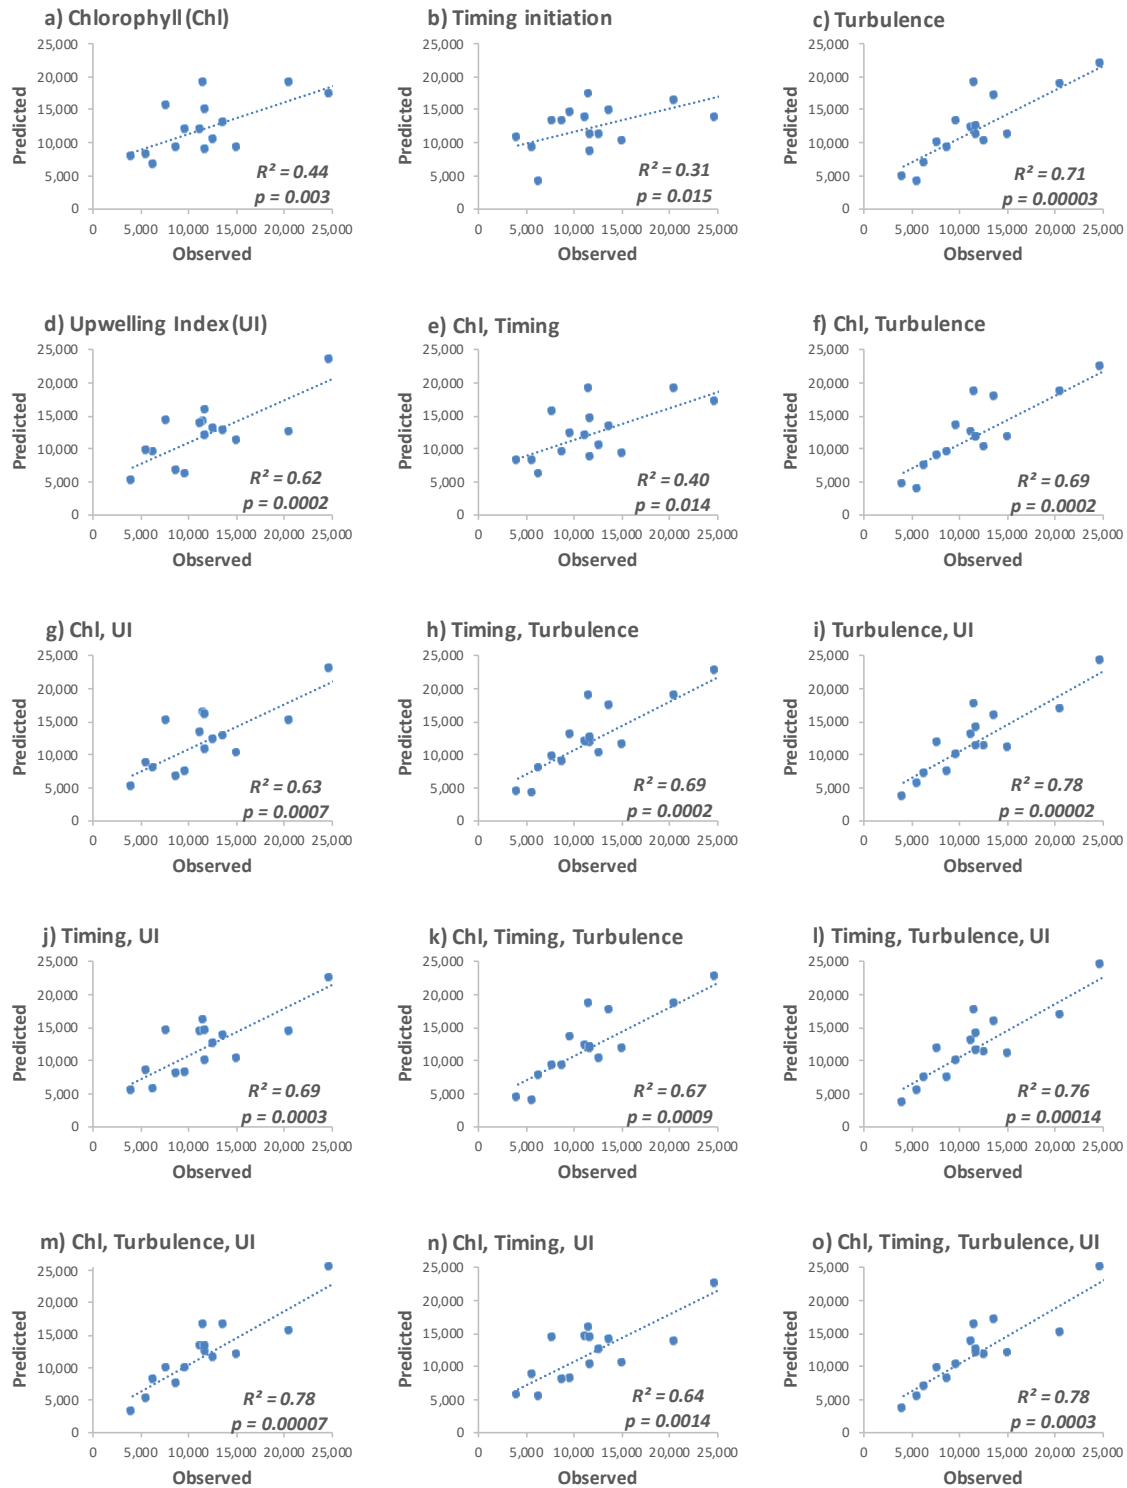 a) Chlorophyll (Chl)
25,000
20,000
15,000
10,000
5,000
0
Predicted
0 5,000 10,000 15,000 20,000 25,000
Observed
R² = 0.44
p = 0.003
b) Timing initiation
25,000
20,000
15,000
10,000
5,000
0
Predicted
0 5,000 10,000 15,000 20,000 25,000
Observed
R² = 0.31
p = 0.015
c) Turbulence
25,000
20,000
15,000
10,000
5,000
0
Predicted
0 5,000 10,000 15,000 20,000 25,000
Observed
R² = 0.71
p = 0.00003
d) Upwelling Index (UI)
25,000
20,000
15,000
10,000
5,000
0
Predicted
0 5,000 10,000 15,000 20,000 25,000
Observed
R² = 0.62
p = 0.0002
e) Chl, Timing
25,000
20,000
15,000
10,000
5,000
0
Predicted
0 5,000 10,000 15,000 20,000 25,000
Observed
R² = 0.40
p = 0.014
f) Chl, Turbulence
25,000
20,000
15,000
10,000
5,000
0
Predicted
0 5,000 10,000 15,000 20,000 25,000
Observed
R² = 0.69
p = 0.0002
g) Chl, UI
25,000
20,000
15,000
10,000
5,000
0
Predicted
0 5,000 10,000 15,000 20,000 25,000
Observed
R² = 0.63
p = 0.0007
h) Timing, Turbulence
25,000
20,000
15,000
10,000
5,000
0
Predicted
0 5,000 10,000 15,000 20,000 25,000
Observed
R² = 0.69
p = 0.0002
i) Turbulence, UI
25,000
20,000
15,000
10,000
5,000
0
Predicted
0 5,000 10,000 15,000 20,000 25,000
Observed
R² = 0.78
p = 0.00002
j) Timing, UI
25,000
20,000
15,000
10,000
5,000
0
Predicted
0 5,000 10,000 15,000 20,000 25,000
Observed
R² = 0.69
p = 0.0003
k) Chl, Timing, Turbulence
25,000
20,000
15,000
10,000
5,000
0
Predicted
0 5,000 10,000 15,000 20,000 25,000
Observed
R² = 0.67
p = 0.0009
l) Timing, Turbulence, UI
25,000
20,000
15,000
10,000
5,000
0
Predicted
0 5,000 10,000 15,000 20,000 25,000
Observed
R² = 0.76
p = 0.00014
m) Chl, Turbulence, UI
25,000
20,000
15,000
10,000
5,000
0
Predicted
0 5,000 10,000 15,000 20,000 25,000
Observed
R² = 0.78
p = 0.00007
n) Chl, Timing, UI
25,000
20,000
15,000
10,000
5,000
0
Predicted
0 5,000 10,000 15,000 20,000 25,000
Observed
R² = 0.64
p = 0.0014
o) Chl, Timing, Turbulence, UI
25,000
20,000
15,000
10,000
5,000
0
Predicted
0 5,000 10,000 15,000 20,000 25,000
Observed
R² = 0.78
p = 0.0003